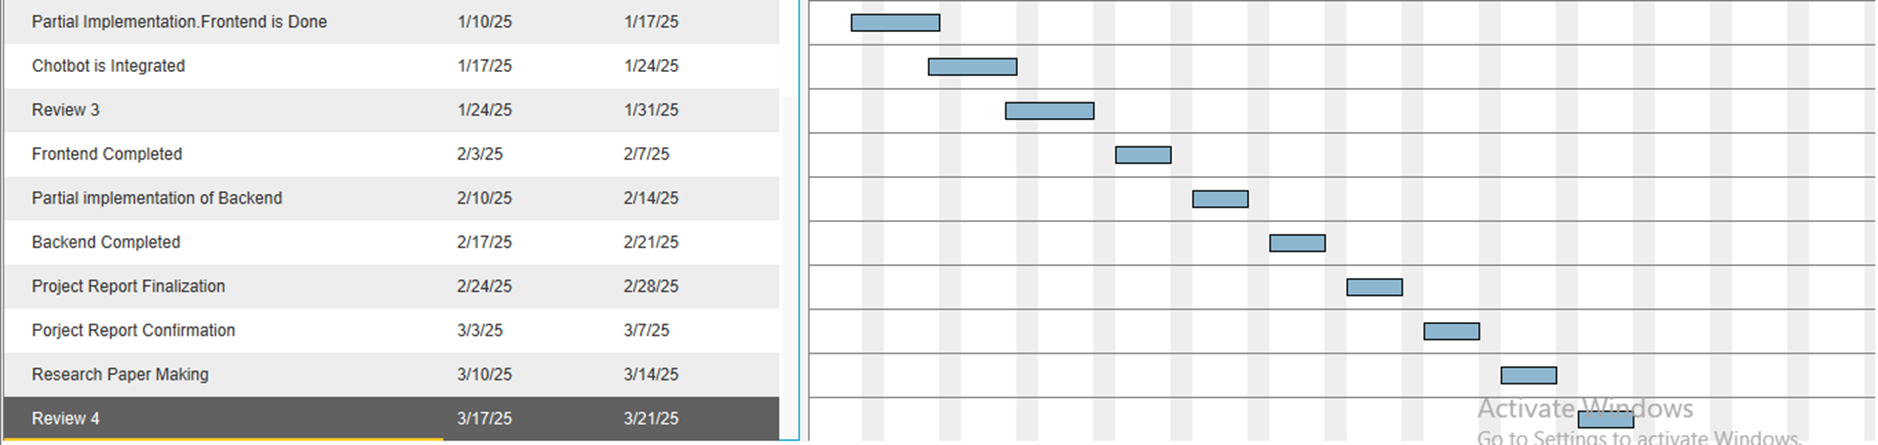 Partial Implementation.Frontend is Done 1/10/25 1/17/25
Chotbot is Integrated 1/17/25 1/24/25
Review 3 1/24/25 1/31/25
Frontend Completed 2/3/25 2/7/25
Partial implementation of Backend 2/10/25 2/14/25
Backend Completed 2/17/25 2/21/25
Project Report Finalization 2/24/25 2/28/25
Porject Report Confirmation 3/3/25 3/7/25
Research Paper Making 3/10/25 3/14/25
Review 4 3/17/25 3/21/25
Activate Windows
Go to Settings to activate Windows.